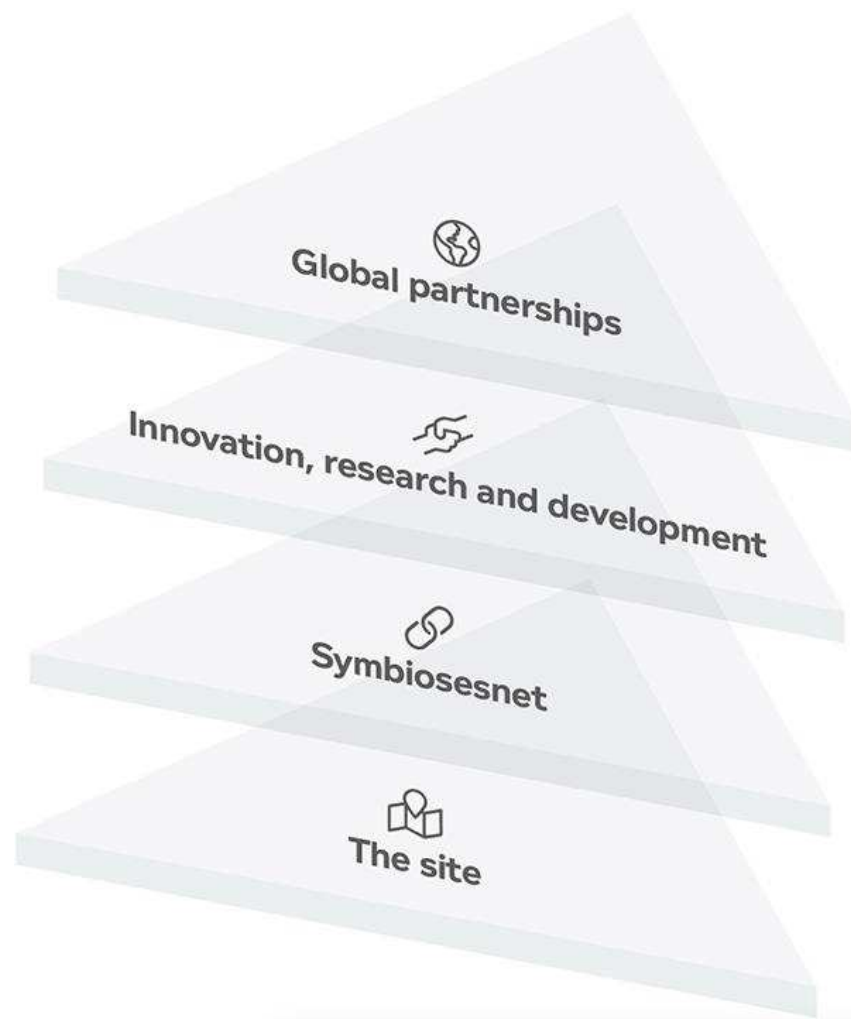 Global partnerships
Innovation, research and development
Symbiosesnet
The site